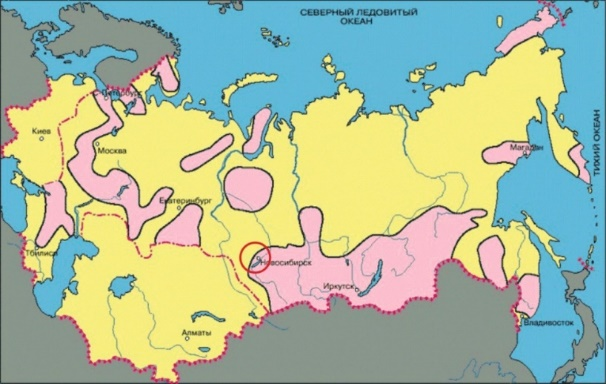 СЕВЕРНЫЙ ЛЕДОВИТЫЙ
ОКЕАН
ТИХИЙ ОКЕАН
Киев
Москва
Магадан
Екатеринбург
Тбилиси
Новосибирск
Иркутск
Алматы
Владивосток